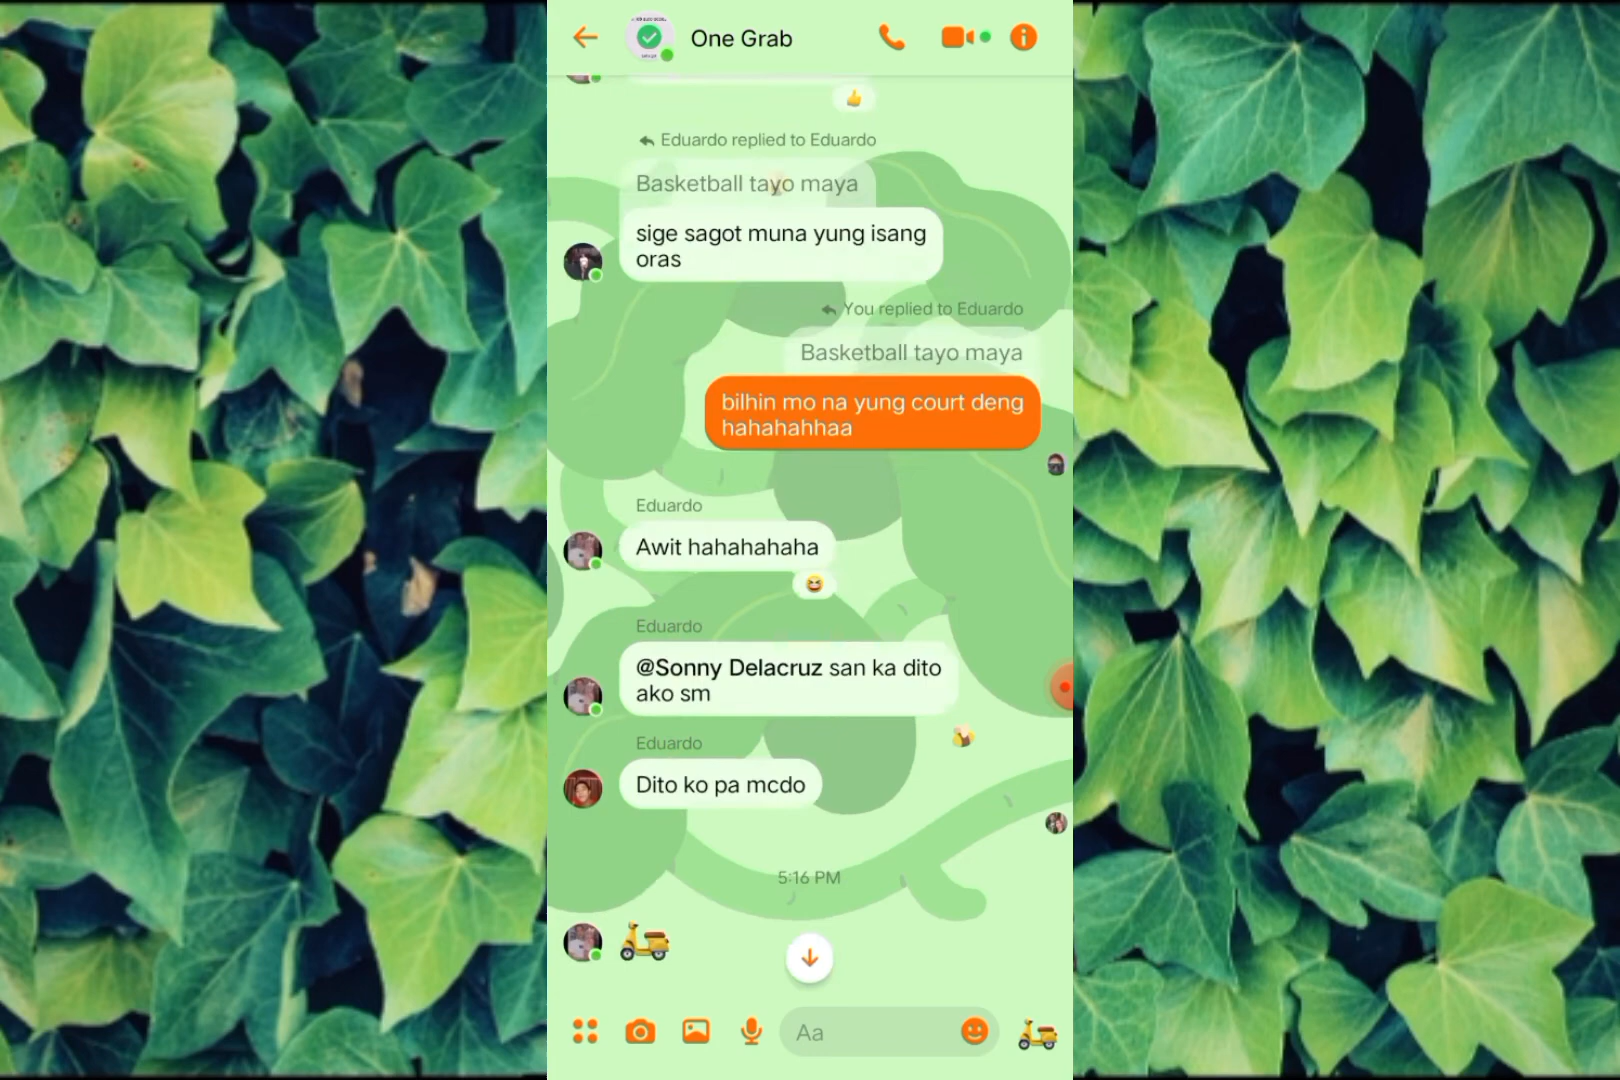 One Grab
Eduardo replied to Eduardo
Basketball tayo maya
sige sagot muna yung isang
oras
You replied to Eduardo
Basketball tayo maya
bilhin mo na yung court deng
hahahahhaa
Eduardo
Awit hahahahaha
Eduardo
@Sonny Delacruz san ka dito
ako sm
Eduardo
Dito ko pa mcdo
5:16 PM
Aa